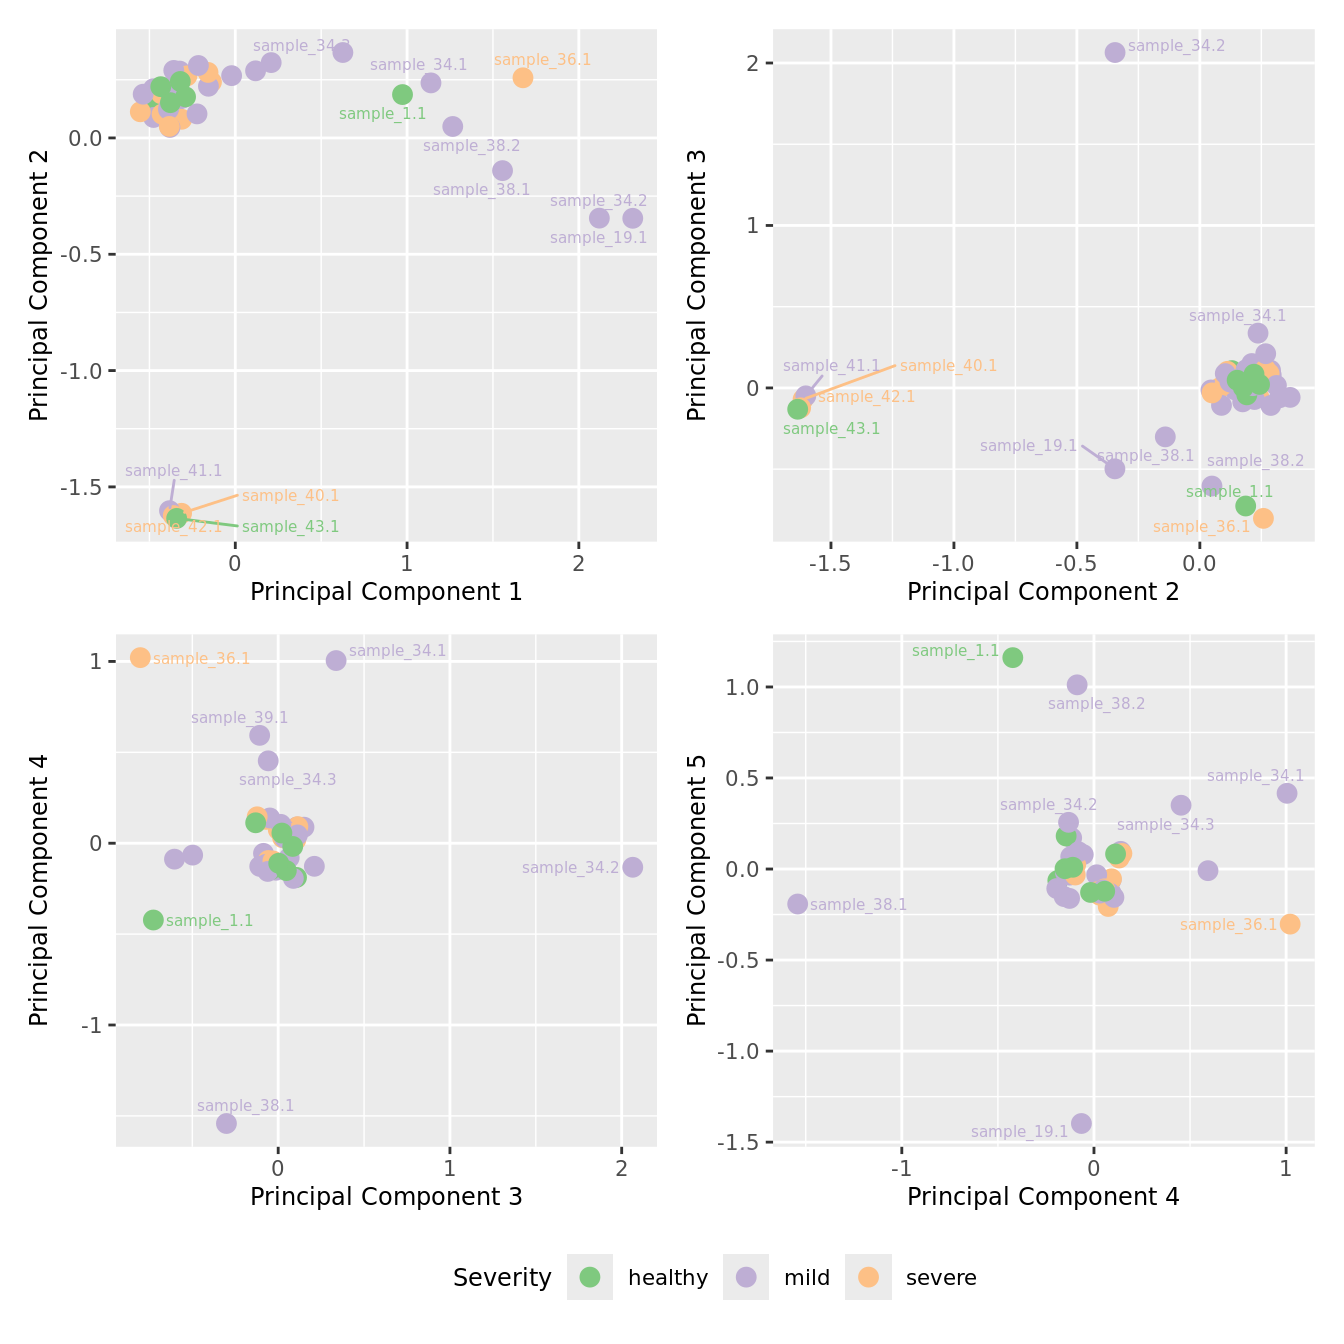 sample_34.3
sample_34.1
sample_36.1
sample_1.1
sample_38.2
sample_38.1
sample_34.2
sample_19.1
sample_41.1
sample_40.1
sample_42.1
sample_43.1
0.0
-0.5
-1.0
-1.5
0
1
2
Principal Component 1
Principal Component 2
sample_34.2
sample_34.1
sample_41.1
sample_40.1
sample_42.1
sample_43.1
sample_19.1
sample_38.1
sample_38.2
sample_1.1
sample_36.1
2
1
0
-1.5
-1.0
-0.5
0.0
Principal Component 2
Principal Component 3
sample_36.1
sample_34.1
sample_39.1
sample_34.3
sample_34.2
sample_1.1
sample_38.1
1
0
-1
0
1
2
Principal Component 3
Principal Component 4
sample_1.1
sample_38.2
sample_34.1
sample_34.2
sample_34.3
sample_38.1
sample_36.1
sample_19.1
1.0
0.5
0.0
-0.5
-1.0
-1.5
-1
0
1
Principal Component 4
Principal Component 5
Severity healthy mild severe